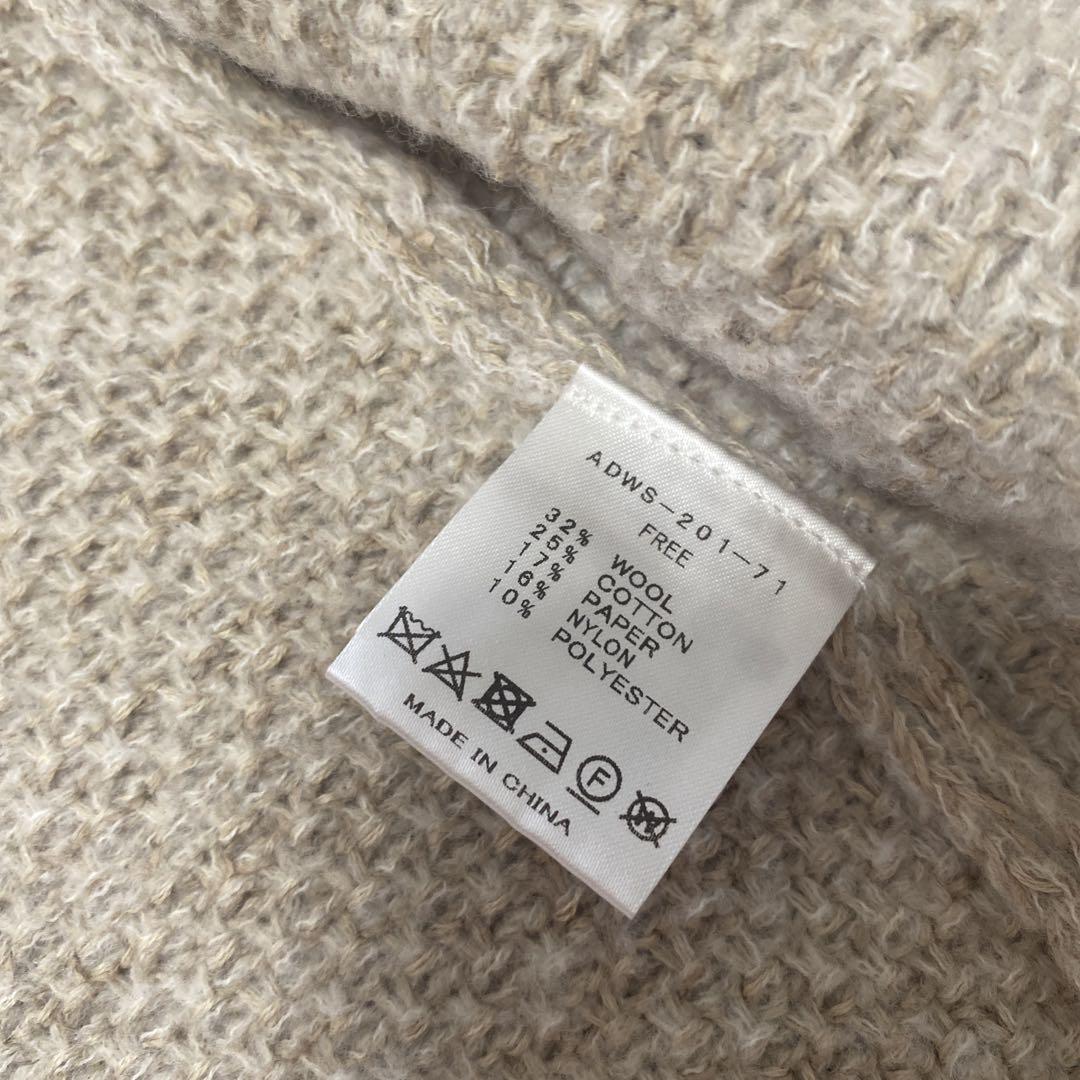 ADWS-201-71
FREE
32% WOOL
25% COTTON
17% PAPER
16% NYLON
10% POLYESTER
F W
MADE IN CHINA